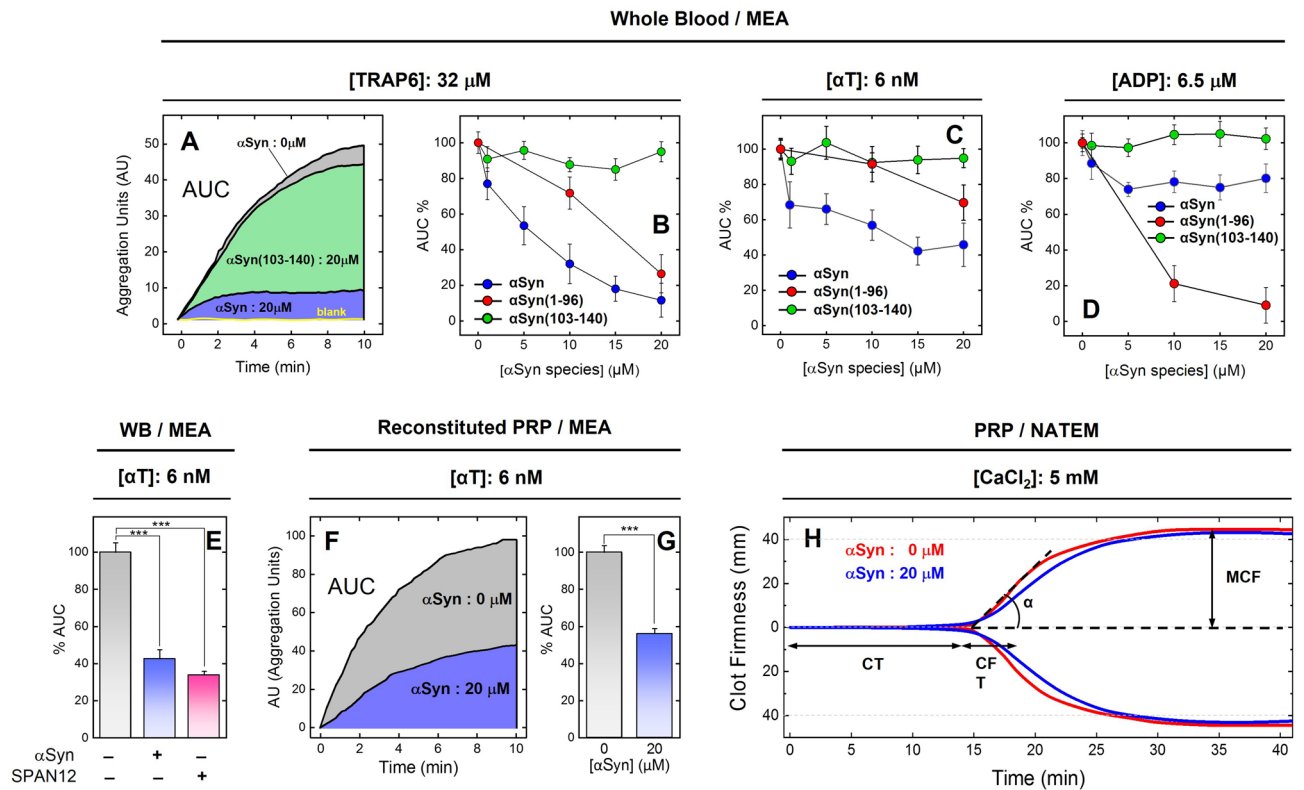 Whole Blood / MEA
[TRAP6]: 32 μM
[αT]: 6 nM
[ADP]: 6.5 μM
A
αSyn : 0μM
AUC
αSyn(103-140) : 20μM
αSyn : 20μM
blank
Aggregation Units (AU)
50
40
30
20
10
0
0 2 4 6 8 10
Time (min)
B
AUC %
100
80
60
40
20
0
αSyn
αSyn(1-96)
αSyn(103-140)
0 5 10 15 20
[αSyn species] (μM)
C
AUC %
120
100
80
60
40
20
0
αSyn
αSyn(1-96)
αSyn(103-140)
0 5 10 15 20
[αSyn species] (μM)
D
AUC %
100
80
60
40
20
0
αSyn
αSyn(1-96)
αSyn(103-140)
0 5 10 15 20
[αSyn species] (μM)
WB / MEA
[αT]: 6 nM
E
***
***
% AUC
100
80
60
40
20
0
αSyn – + –
SPAN12 – – +
Reconstituted PRP / MEA
[αT]: 6 nM
F
AUC
αSyn : 0 μM
αSyn : 20 μM
AU (Aggregation Units)
100
80
60
40
20
0
0 2 4 6 8 10
Time (min)
G
***
% AUC
100
80
60
40
20
0
0 20
[αSyn] (μM)
PRP / NATEM
[CaCl₂]: 5 mM
H
αSyn : 0 μM
αSyn : 20 μM
MCF
α
CT
CF
T
Clot Firmness (mm)
40
20
0
20
40
0 5 10 15 20 25 30 35 40
Time (min)